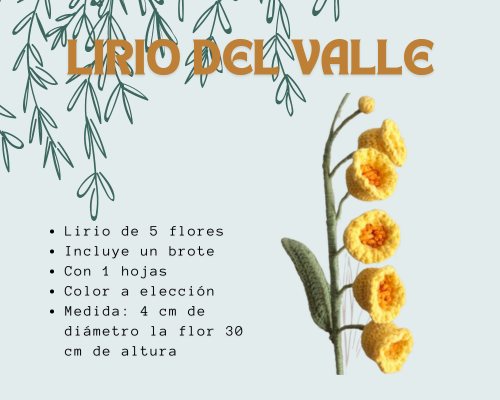 LIRIO DEL VALLE
• Lirio de 5 flores
• Incluye un brote
• Con 1 hojas
• Color a elección
• Medida: 4 cm de
diámetro la flor 30
cm de altura